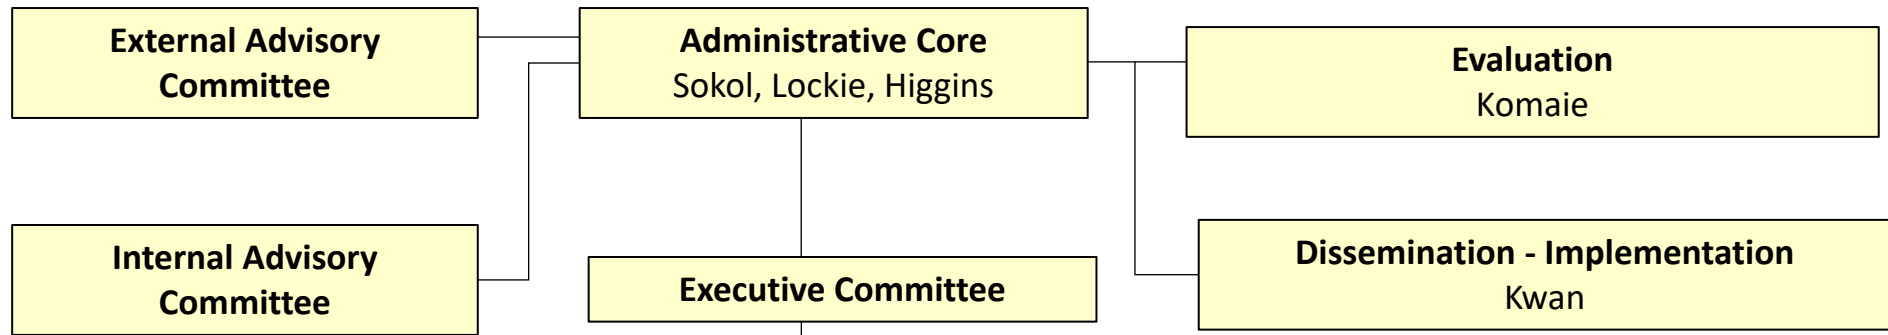 External Advisory
Committee
Administrative Core
Sokol, Lockie, Higgins
Evaluation
Komaie
Internal Advisory
Committee
Executive Committee
Dissemination - Implementation
Kwan